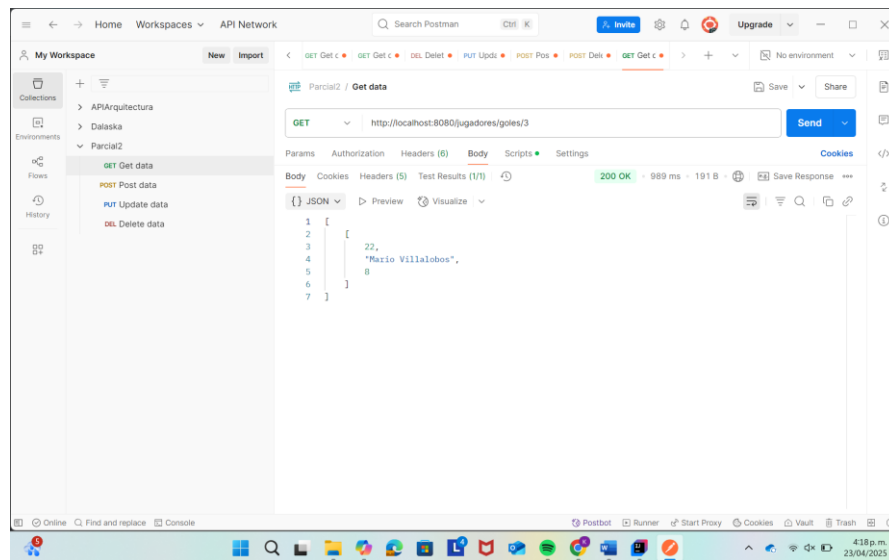 Home Workspaces API Network Search Postman Ctrl K Invite Upgrade
My Workspace New Import GET Get c DEL Delet PUT Upda POST Pos POST Dele GET Get c No environment
Collections
Environments
Flows
History
APIArquitectura
Dalaska
Parcial2
GET Get data
POST Post data
PUT Update data
DEL Delete data
HTTP Parcial2 / Get data Save Share
GET http://localhost:8080/jugadores/goles/3 Send
Params Authorization Headers (6) Body Scripts Settings Cookies
Body Cookies Headers (5) Test Results (1/1) 200 OK 989 ms 191 B Save Response
{} JSON Preview Visualize
1 [
2 [
3 22,
4 "Mario Villalobos",
5 8
6 ]
7 ]
Online Find and replace Console Postbot Runner Start Proxy Cookies Vault Trash
4:18 p.m.
23/04/2025